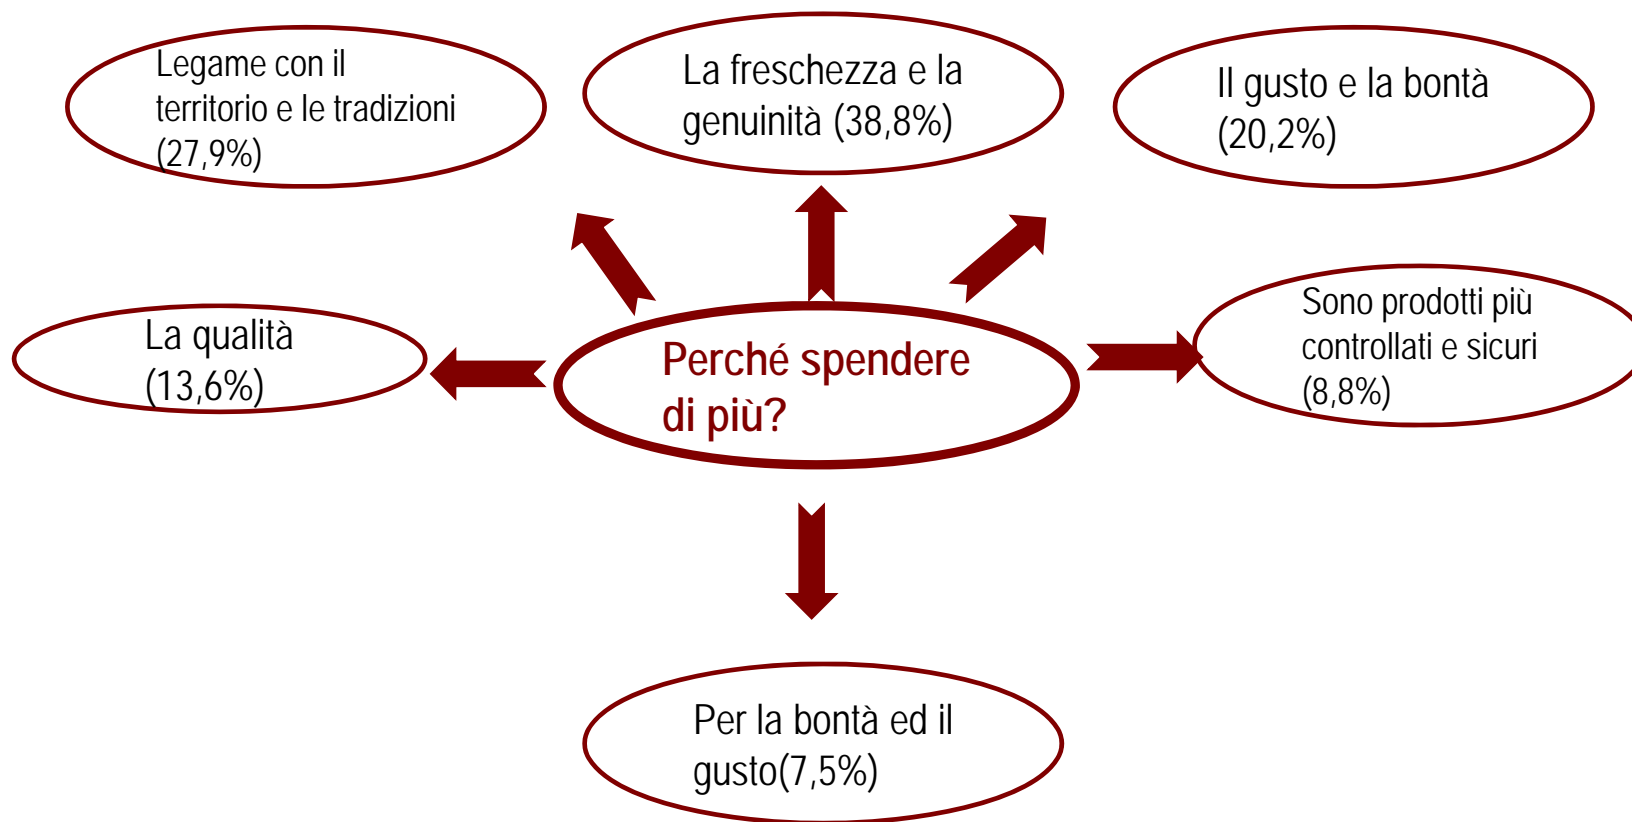 Legame con il
territorio e le tradizioni
(27,9%)
La freschezza e la
genuinità (38,8%)
Il gusto e la bontà
(20,2%)
La qualità
(13,6%)
Perché spendere
di più?
Sono prodotti più
controllati e sicuri
(8,8%)
Per la bontà ed il
gusto(7,5%)